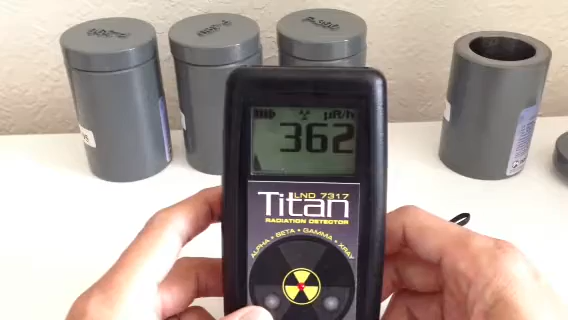 µR/h
362
LND 7317
Titan
RADIATION DETECTOR
ALPHA • BETA • GAMMA • XRAY